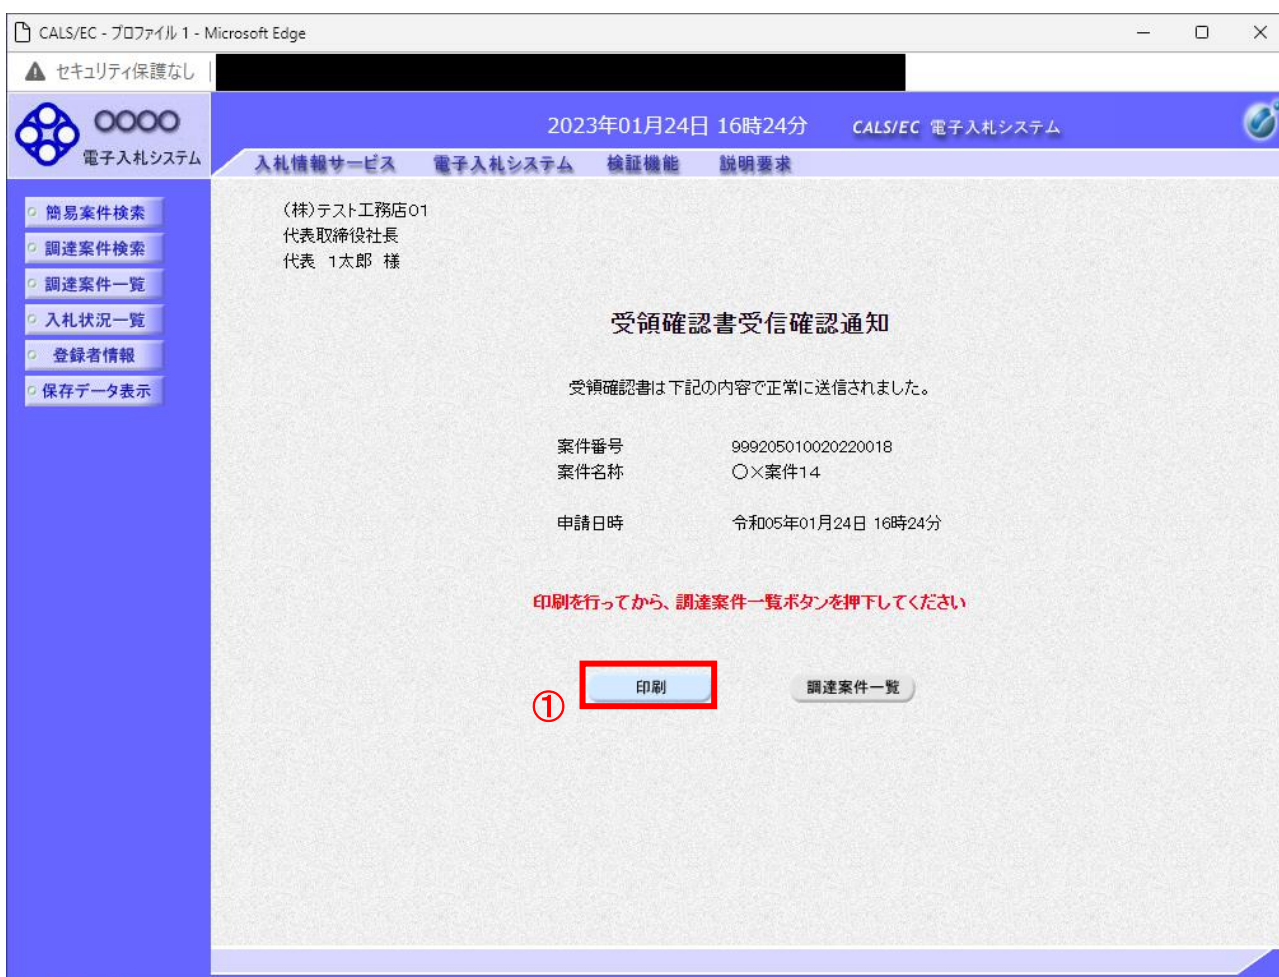 CALS/EC - プロファイル 1 - Microsoft Edge
セキュリティ保護なし
〇〇〇〇
電子入札システム
2023年01月24日 16時24分
CALS/EC 電子入札システム
入札情報サービス 電子入札システム 検証機能 説明要求
簡易案件検索
調達案件検索
調達案件一覧
入札状況一覧
登録者情報
保存データ表示
(株)テスト工務店01
代表取締役社長
代表 1太郎 様
受領確認書受信確認通知
受領確認書は下記の内容で正常に送信されました。
案件番号 999205010020220018
案件名称 〇×案件14
申請日時 令和05年01月24日 16時24分
印刷を行ってから、調達案件一覧ボタンを押下してください
① 印刷 調達案件一覧